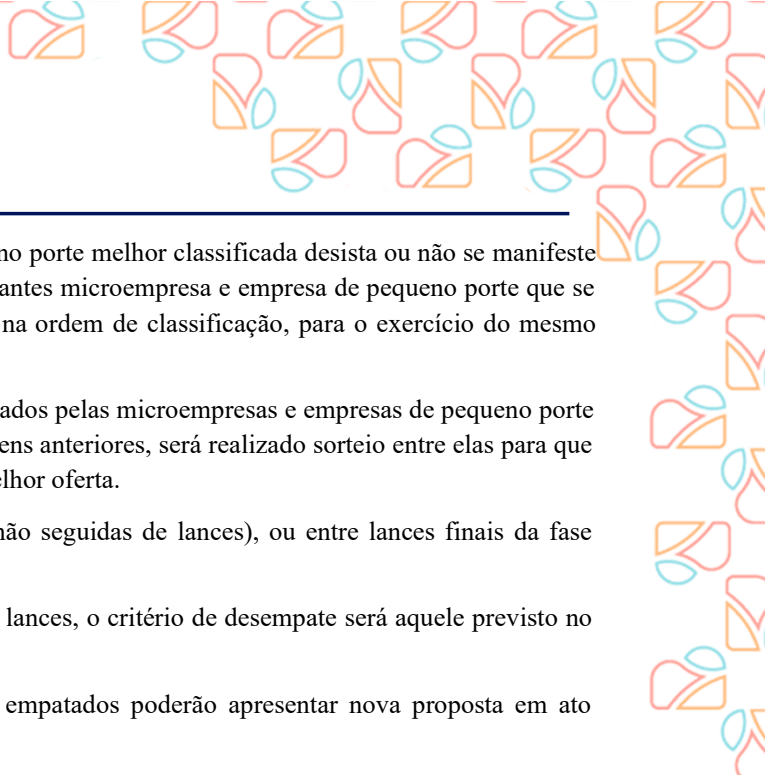 no porte melhor classificada desista ou não se manifeste
antes microempresa e empresa de pequeno porte que se
na ordem de classificação, para o exercício do mesmo
ados pelas microempresas e empresas de pequeno porte
ens anteriores, será realizado sorteio entre elas para que
elhor oferta.
não seguidas de lances), ou entre lances finais da fase
lances, o critério de desempate será aquele previsto no
empatados poderão apresentar nova proposta em ato